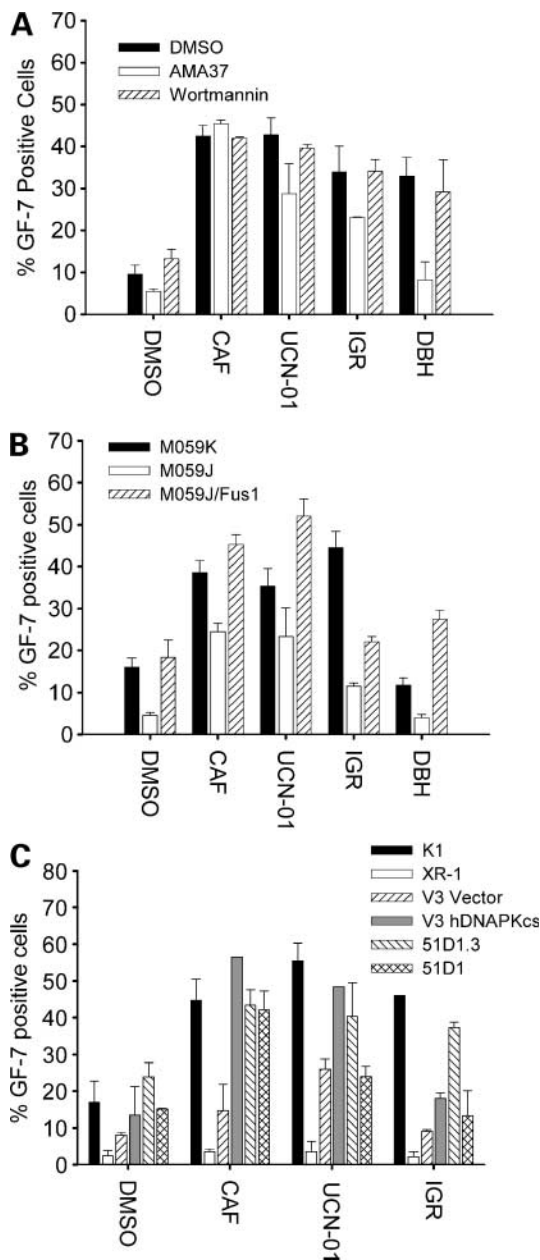 A
% GF-7 Positive Cells
70
60
50
40
30
20
10
0
DMSO
AMA37
Wortmannin
DMSO
CAF
UCN-01
IGR
DBH
B
% GF-7 positive cells
70
60
50
40
30
20
10
0
M059K
M059J
M059J/Fus1
DMSO
CAF
UCN-01
IGR
DBH
C
% GF-7 positive cells
80
70
60
50
40
30
20
10
0
K1
XR-1
V3 Vector
V3 hDNAPKcs
51D1.3
51D1
DMSO
CAF
UCN-01
IGR